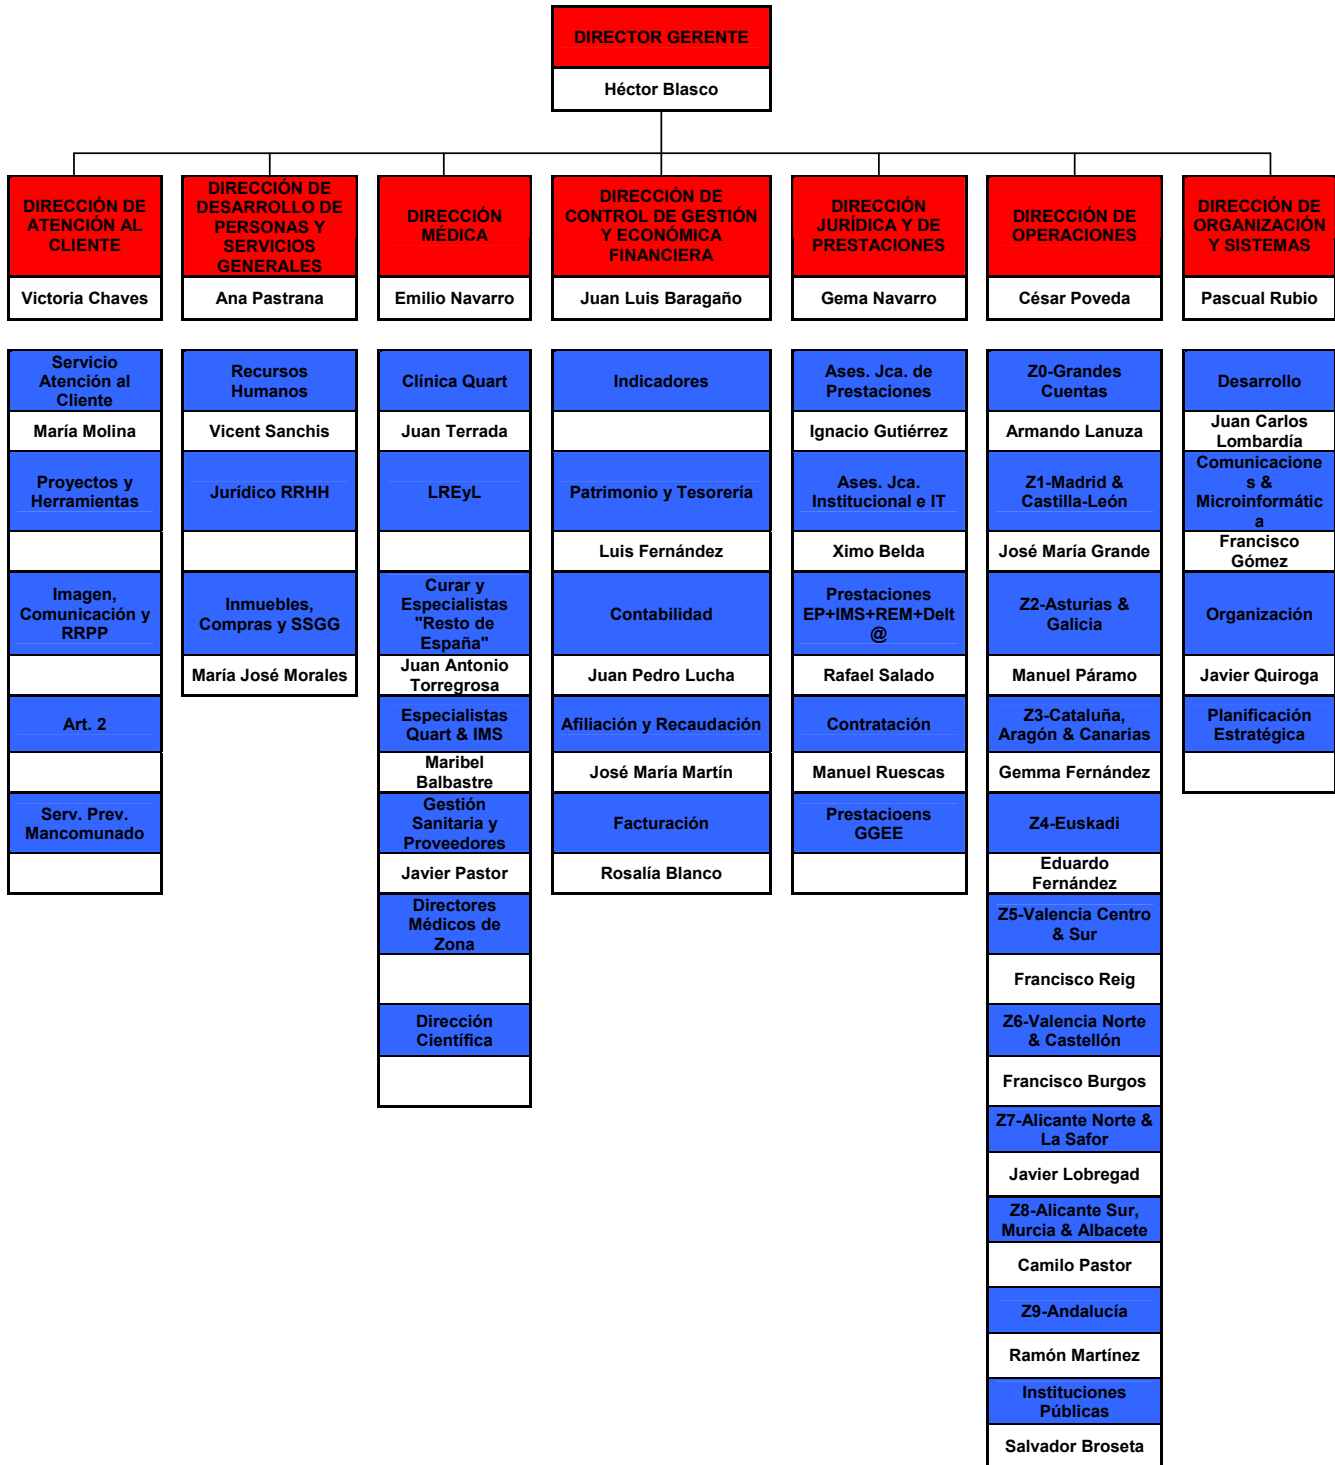 DIRECTOR GERENTE
Héctor Blasco
DIRECCIÓN DE
ATENCIÓN AL
CLIENTE
Victoria Chaves
DIRECCIÓN DE
DESARROLLO DE
PERSONAS Y
SERVICIOS
GENERALES
Ana Pastrana
DIRECCIÓN
MÉDICA
Emilio Navarro
DIRECCIÓN DE
CONTROL DE GESTIÓN
Y ECONÓMICA
FINANCIERA
Juan Luis Baragaño
DIRECCIÓN
JURÍDICA Y DE
PRESTACIONES
Gema Navarro
DIRECCIÓN DE
OPERACIONES
César Poveda
DIRECCIÓN DE
ORGANIZACIÓN
Y SISTEMAS
Pascual Rubio
Servicio
Atención al
Cliente
María Molina
Proyectos y
Herramientas
Imagen,
Comunicación y
RRPP
Art. 2
Serv. Prev.
Mancomunado
Recursos
Humanos
Vicent Sanchis
Jurídico RRHH
Inmuebles,
Compras y SSGG
María José Morales
Clínica Quart
Juan Terrada
LREyL
Curar y
Especialistas
"Resto de
España"
Juan Antonio
Torregrosa
Especialistas
Quart & IMS
Maribel
Balbastre
Gestión
Sanitaria y
Proveedores
Javier Pastor
Directores
Médicos de
Zona
Dirección
Científica
Indicadores
Patrimonio y Tesorería
Luis Fernández
Contabilidad
Juan Pedro Lucha
Afiliación y Recaudación
José María Martín
Facturación
Rosalía Blanco
Ases. Jca. de
Prestaciones
Ignacio Gutiérrez
Ases. Jca.
Institucional e IT
Ximo Belda
Prestaciones
EP+IMS+REM+Delt
@
Rafael Salado
Contratación
Manuel Ruescas
Prestacioens
GGEE
Z0-Grandes
Cuentas
Armando Lanuza
Z1-Madrid &
Castilla-León
José María Grande
Z2-Asturias &
Galicia
Manuel Páramo
Z3-Cataluña,
Aragón & Canarias
Gemma Fernández
Z4-Euskadi
Eduardo
Fernández
Z5-Valencia Centro
& Sur
Francisco Reig
Z6-Valencia Norte
& Castellón
Francisco Burgos
Z7-Alicante Norte &
La Safor
Javier Lobregad
Z8-Alicante Sur,
Murcia & Albacete
Camilo Pastor
Z9-Andalucía
Ramón Martínez
Instituciones
Públicas
Salvador Broseta
Desarrollo
Juan Carlos
Lombardía
Comunicacione
s &
Microinformátic
a
Francisco
Gómez
Organización
Javier Quiroga
Planificación
Estratégica